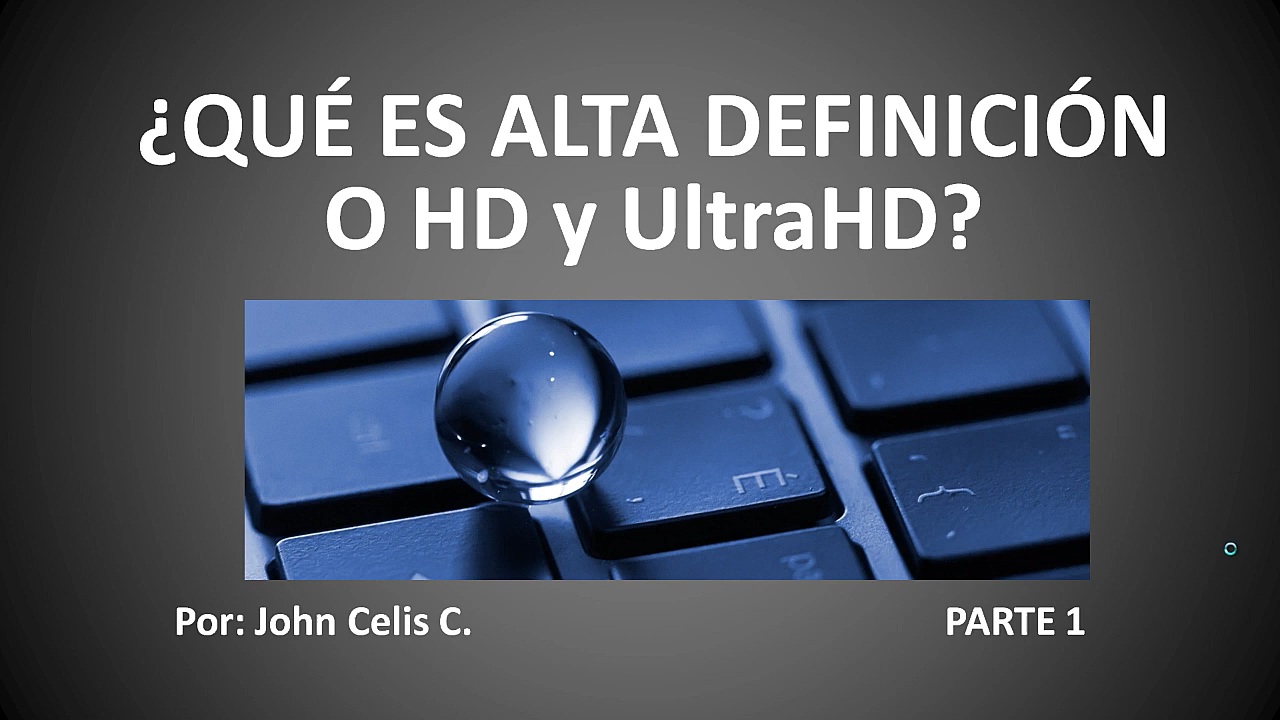 ¿QUÉ ES ALTA DEFINICIÓN
O HD y UltraHD?
Por: John Celis C.
PARTE 1